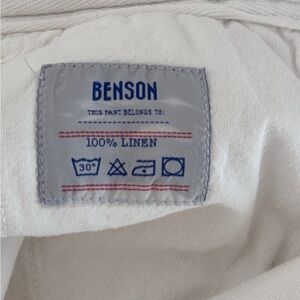 BENSON
THIS PANT BELONGS TO:
100% LINEN
30°